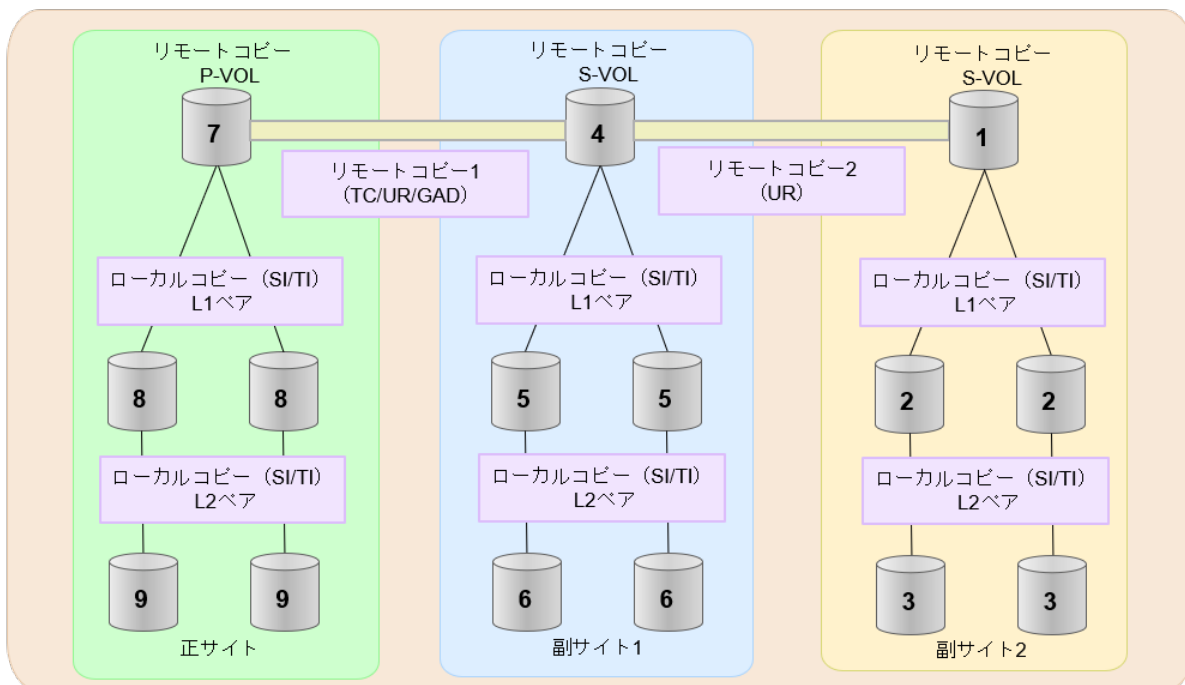 リモートコピー
P-VOL
7
リモートコピー1
（TC/UR/GAD）
ローカルコピー（SI/TI）
L1ペア
8
8
ローカルコピー（SI/TI）
L2ペア
9
9
正サイト
リモートコピー
S-VOL
4
リモートコピー2
（UR）
ローカルコピー（SI/TI）
L1ペア
5
5
ローカルコピー（SI/TI）
L2ペア
6
6
副サイト1
リモートコピー
S-VOL
1
ローカルコピー（SI/TI）
L1ペア
2
2
ローカルコピー（SI/TI）
L2ペア
3
3
副サイト2